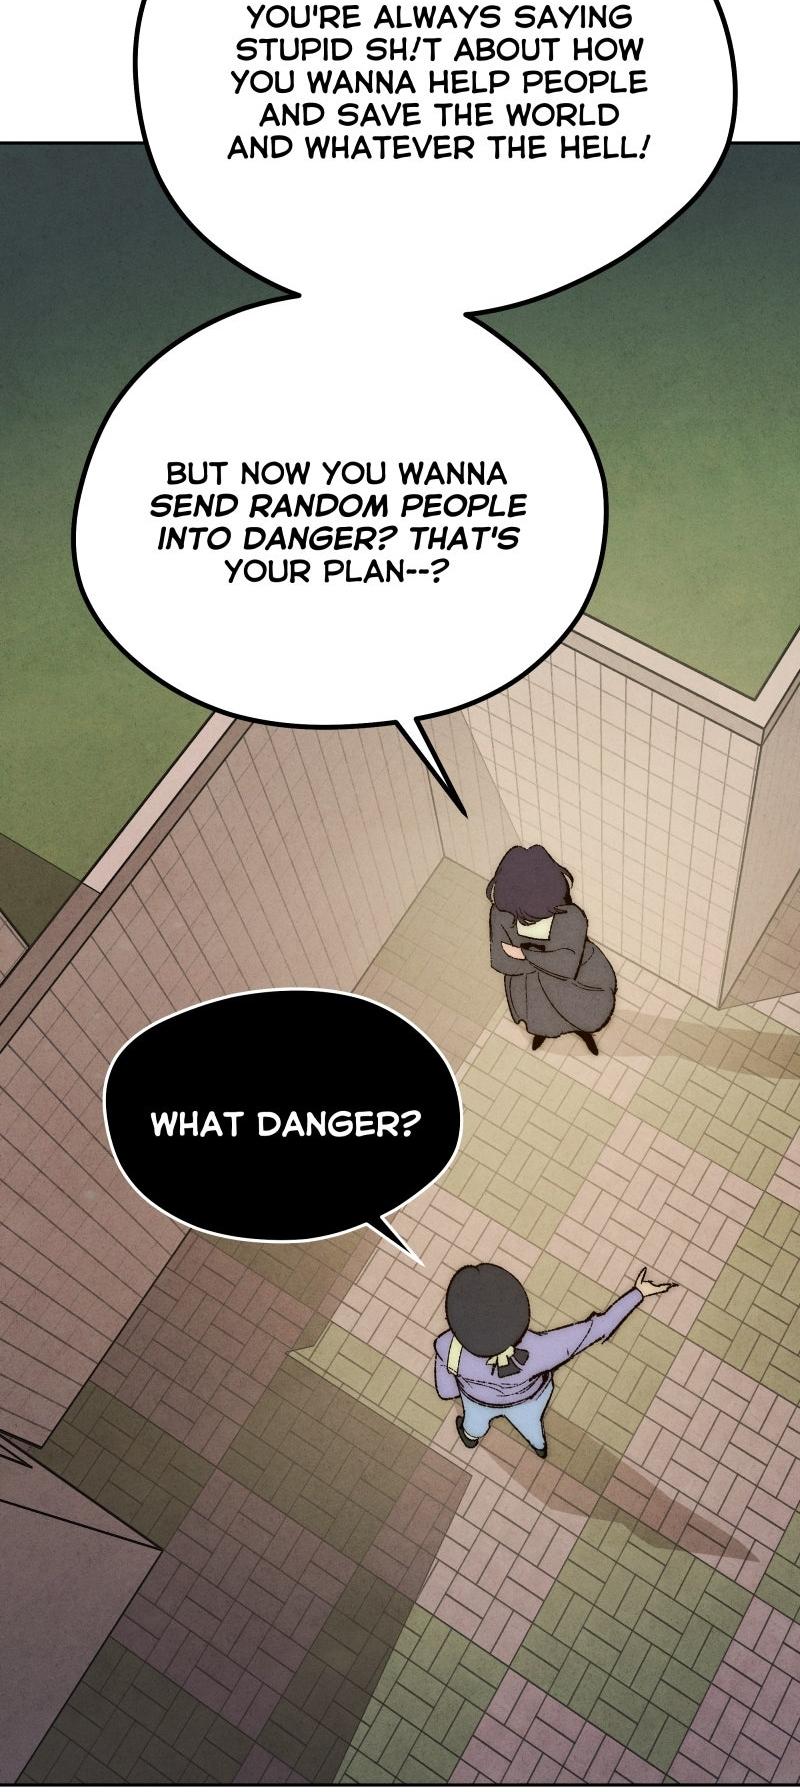 YOU'RE ALWAYS SAYING
STUPID SH!T ABOUT HOW
YOU WANNA HELP PEOPLE
AND SAVE THE WORLD
AND WHATEVER THE HELL!
BUT NOW YOU WANNA
SEND RANDOM PEOPLE
INTO DANGER? THAT'S
YOUR PLAN--?
WHAT DANGER?